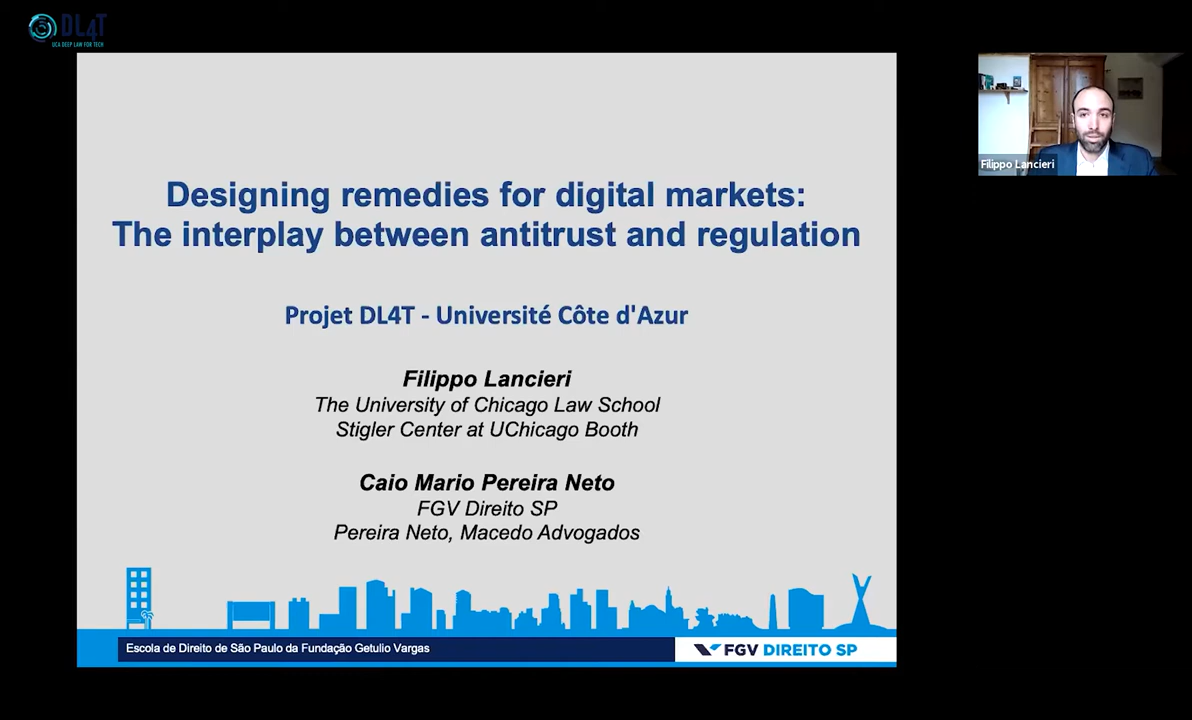 DL4T
UCA DEEP LAW FOR TECH
Designing remedies for digital markets:
The interplay between antitrust and regulation
Projet DL4T - Université Côte d'Azur
Filippo Lancieri
The University of Chicago Law School
Stigler Center at UChicago Booth
Caio Mario Pereira Neto
FGV Direito SP
Pereira Neto, Macedo Advogados
Escola de Direito de São Paulo da Fundação Getulio Vargas
FGV DIREITO SP
Filippo Lancieri